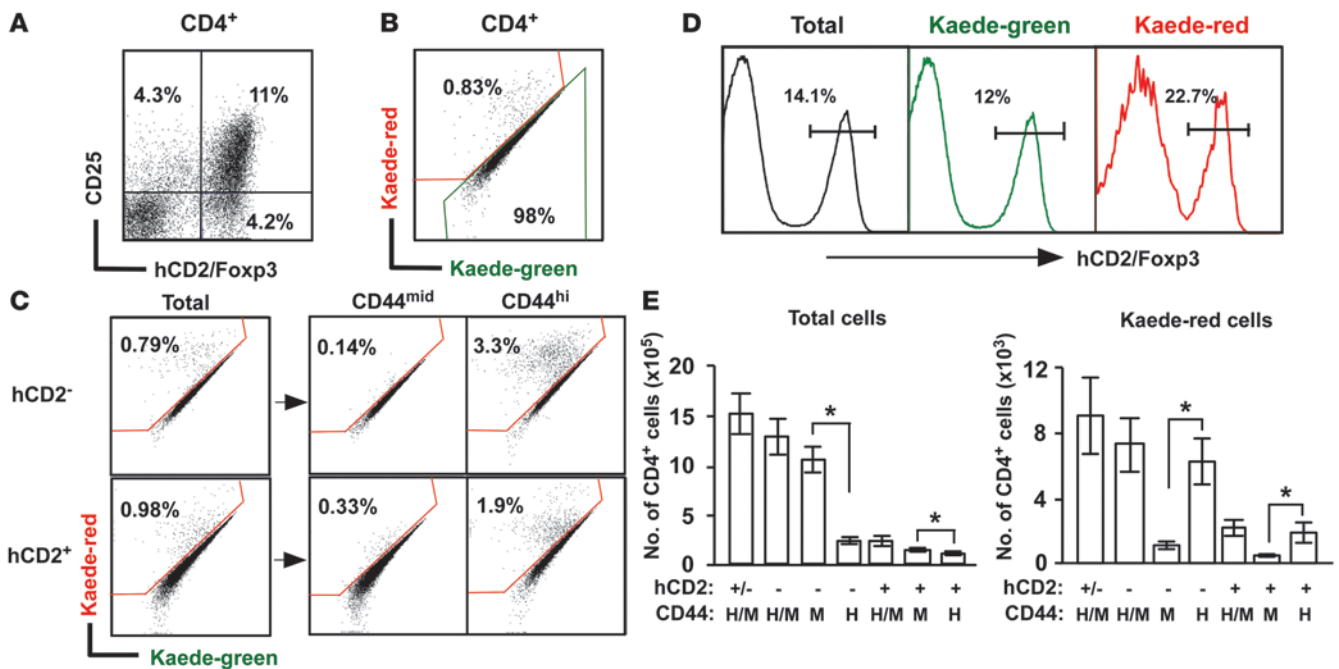 A
CD4+
4.3%
11%
4.2%
CD25
hCD2/Foxp3
B
CD4+
0.83%
98%
Kaede-red
Kaede-green
C
Total
CD44mid
CD44hi
hCD2-
0.79%
0.14%
3.3%
hCD2+
0.98%
0.33%
1.9%
Kaede-red
Kaede-green
D
Total
Kaede-green
Kaede-red
14.1%
12%
22.7%
hCD2/Foxp3
E
Total cells
No. of CD4+ cells (x10⁵)
20
15
10
5
0
*
*
hCD2: +/- - - - + + +
CD44: H/M H/M M H H/M M H
Kaede-red cells
No. of CD4+ cells (x10³)
12
8
4
0
*
*
hCD2: +/- - - - + + +
CD44: H/M H/M M H H/M M H